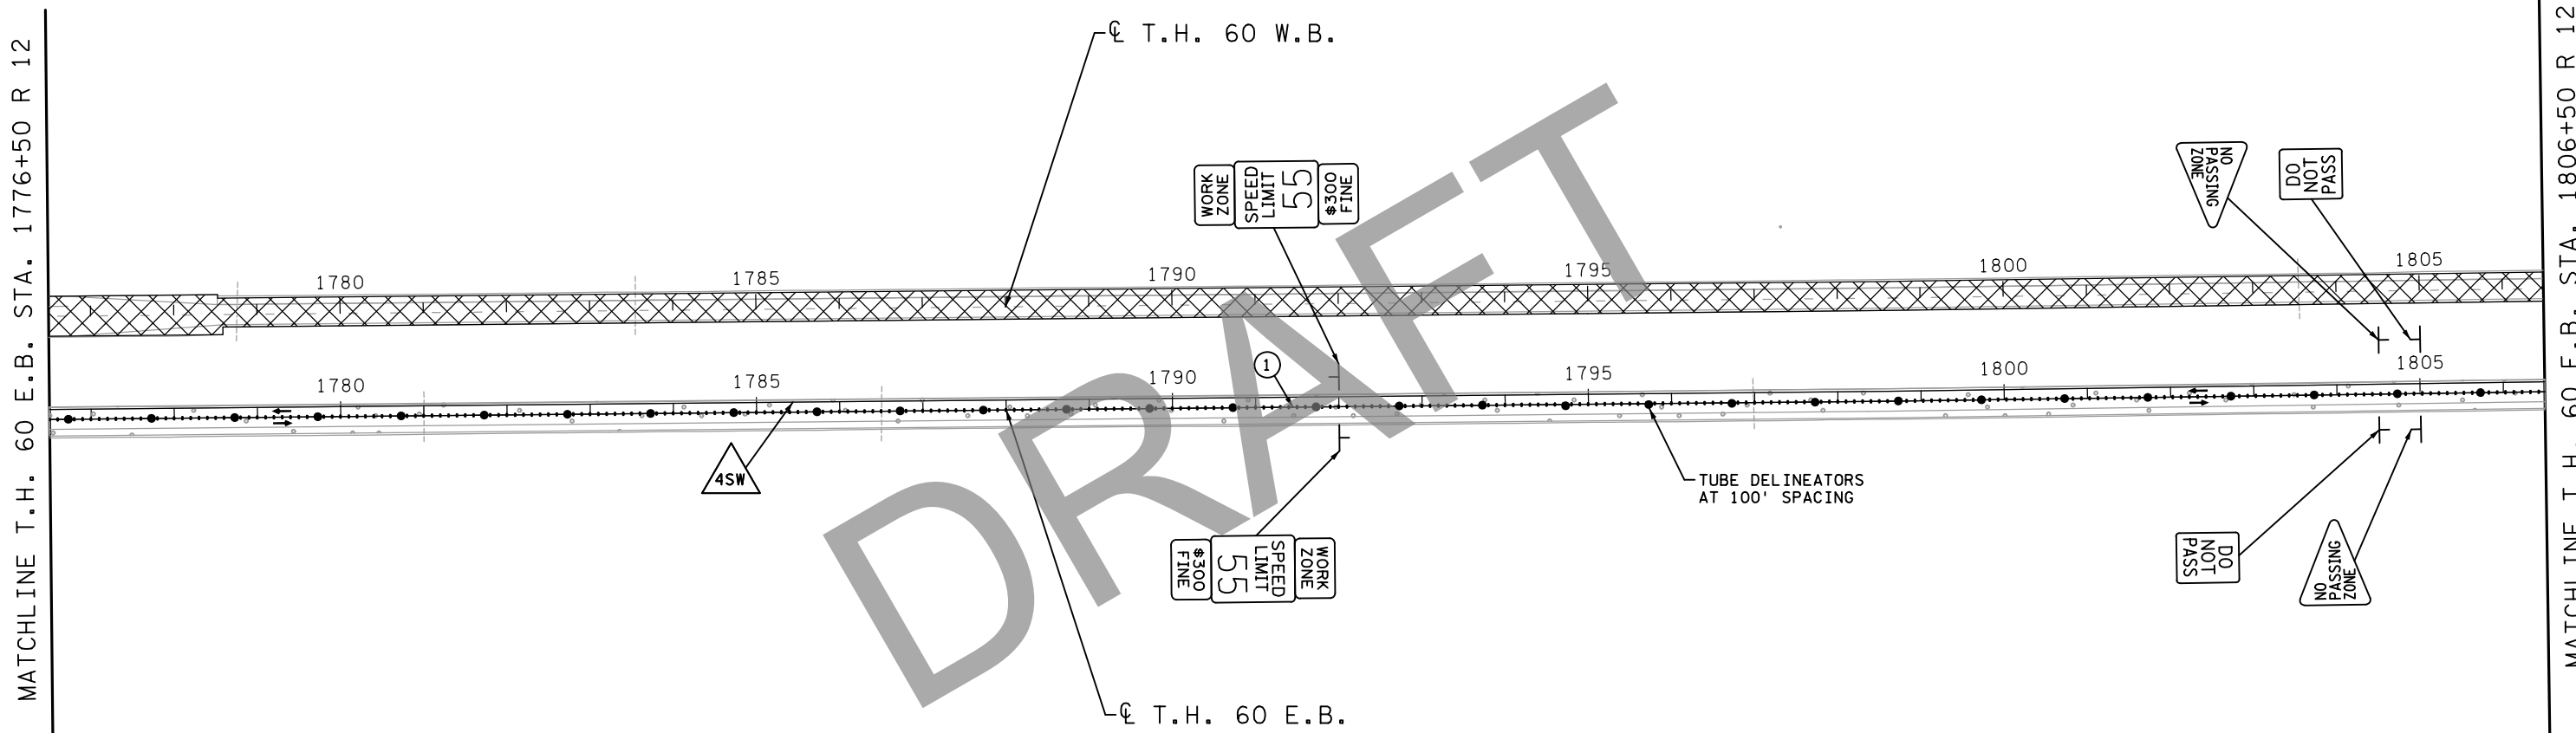 MATCHLINE T.H. 60 E.B. STA. 1776+50 R 12
℄ T.H. 60 W.B.
WORK
ZONE
SPEED
LIMIT
55
$300
FINE
NO
PASSING
ZONE
DO
NOT
PASS
1780
1785
1790
1795
1800
1805
1780
1785
1790
1795
1800
1805
1
4SW
TUBE DELINEATORS
AT 100' SPACING
WORK
ZONE
SPEED
LIMIT
55
$300
FINE
DO
NOT
PASS
NO
PASSING
ZONE
℄ T.H. 60 E.B.
DRAFT
MATCHLINE T.H. 60 E.B. STA. 1806+50 R 12